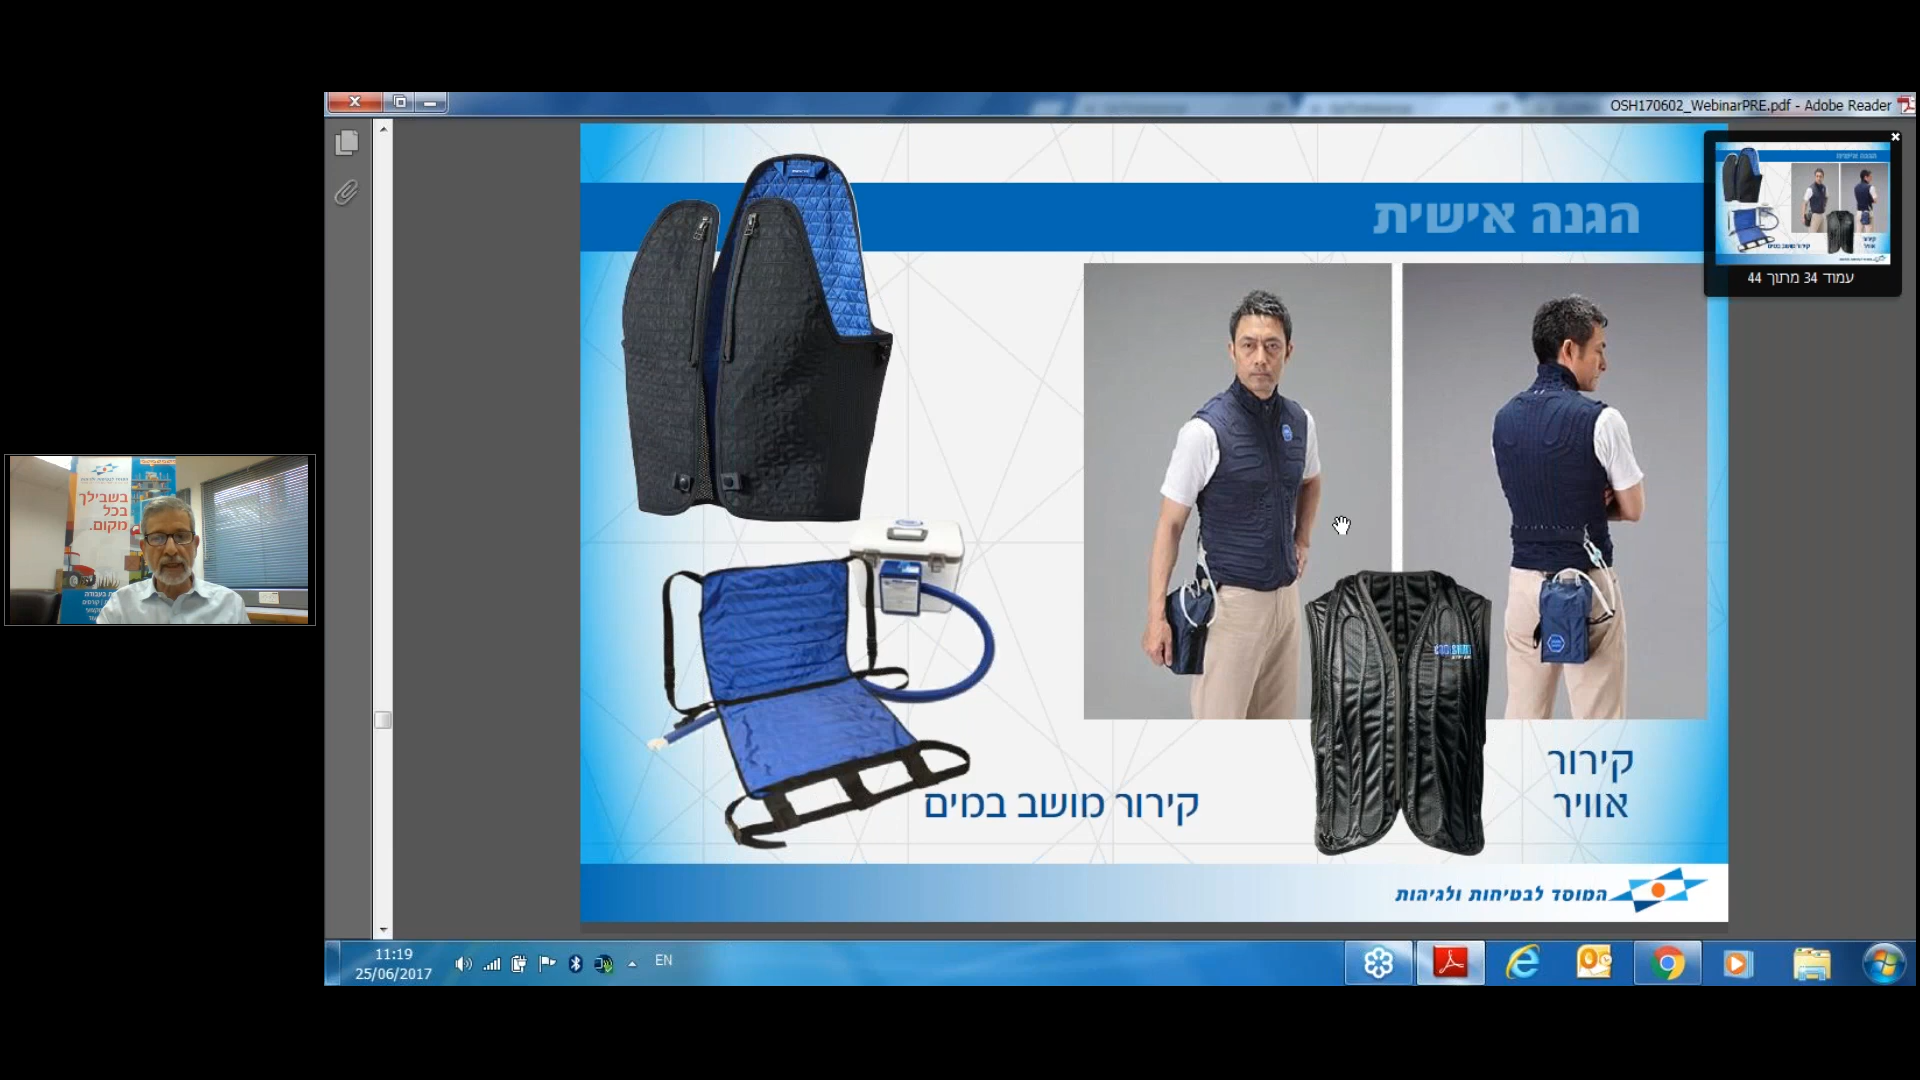 OSH170602_WebinarPRE.pdf - Adobe Reader
הגנה אישית
עמוד 34 מתוך 44
בשבילך
בכל
מקום.
קירור
אוויר
קירור מושב במים
המוסד לבטיחות ולגיהות
11:19
25/06/2017
EN